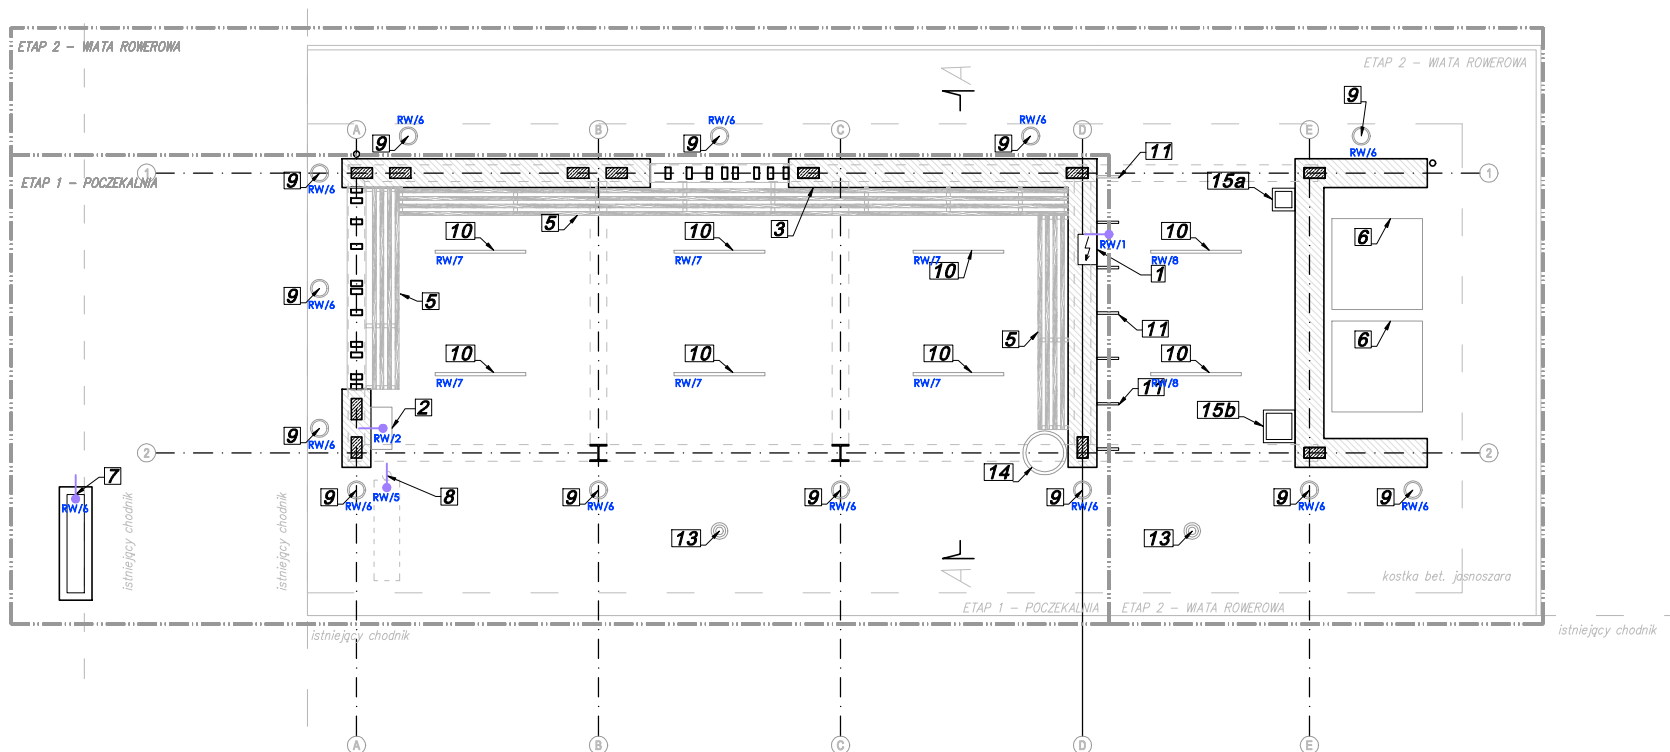 ETAP 2 – WIATA ROWEROWA
ETAP 2 – WIATA ROWEROWA
A
9
RW/6
RW/6
RW/6
9
9
9
RW/6
A
B
C
D
E
11
1
ETAP 1 – POCZEKALNIA
9
RW/6
15a
1
5
3
10
RW/7
10
RW/7
RW/7
10
RW/1
1
10
RW/8
6
9
RW/6
5
11
10
RW/7
10
RW/7
10
RW/7
5
10
RW/8
6
11
2
RW/2
9
RW/6
15b
2
2
14
7
RW/6
istniejący chodnik
istniejący chodnik
9
RW/6
RW/5
8
9
RW/6
9
RW/6
9
RW/6
9
RW/6
9
RW/6
13
13
A
kostka bet. jasnoszara
ETAP 1 – POCZEKALNIA
ETAP 2 – WIATA ROWEROWA
istniejący chodnik
istniejący chodnik
A
B
C
D
E